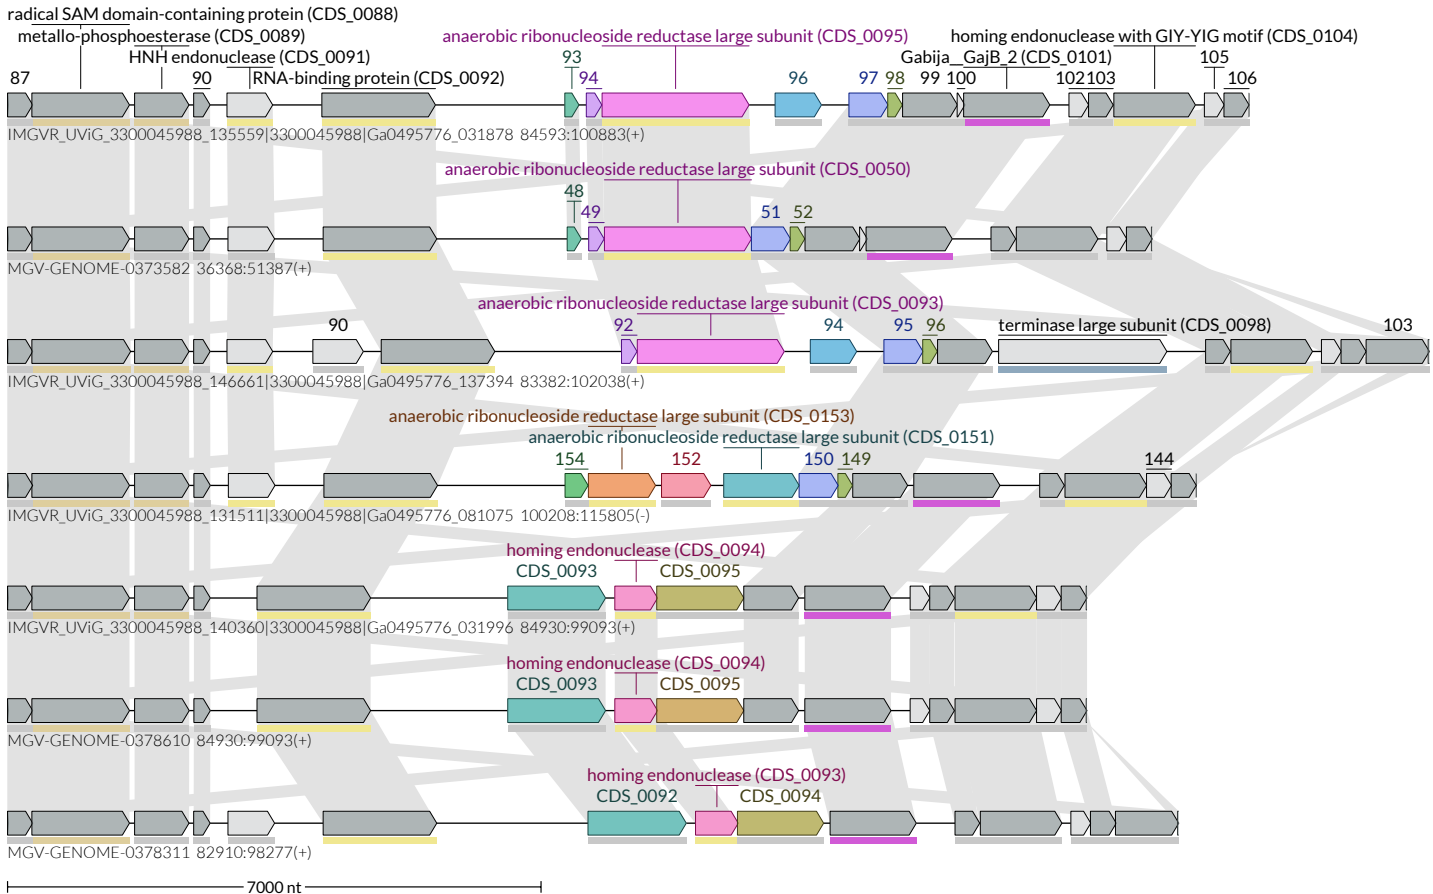 radical SAM domain-containing protein (CDS_0088)
metallo-phosphoesterase (CDS_0089)
anaerobic ribonucleoside reductase large subunit (CDS_0095)
homing endonuclease with GIY-YIG motif (CDS_0104)
HNH endonuclease (CDS_0091)
93
Gabija__GajB_2 (CDS_0101)
105
87
90
RNA-binding protein (CDS_0092)
94
96
97
98
99
100
102
103
106
IMGVR_UViG_3300045988_135559|3300045988|Ga0495776_031878 84593:100883(+)
anaerobic ribonucleoside reductase large subunit (CDS_0050)
48
49
51
52
MGV-GENOME-0373582 36368:51387(+)
anaerobic ribonucleoside reductase large subunit (CDS_0093)
90
92
94
95
96
terminase large subunit (CDS_0098)
103
IMGVR_UViG_3300045988_146661|3300045988|Ga0495776_137394 83382:102038(+)
anaerobic ribonucleoside reductase large subunit (CDS_0153)
anaerobic ribonucleoside reductase large subunit (CDS_0151)
154
152
150
149
144
IMGVR_UViG_3300045988_131511|3300045988|Ga0495776_081075 100208:115805(-)
homing endonuclease (CDS_0094)
CDS_0093
CDS_0095
IMGVR_UViG_3300045988_140360|3300045988|Ga0495776_031996 84930:99093(+)
homing endonuclease (CDS_0094)
CDS_0093
CDS_0095
MGV-GENOME-0378610 84930:99093(+)
homing endonuclease (CDS_0093)
CDS_0092
CDS_0094
MGV-GENOME-0378311 82910:98277(+)
7000 nt